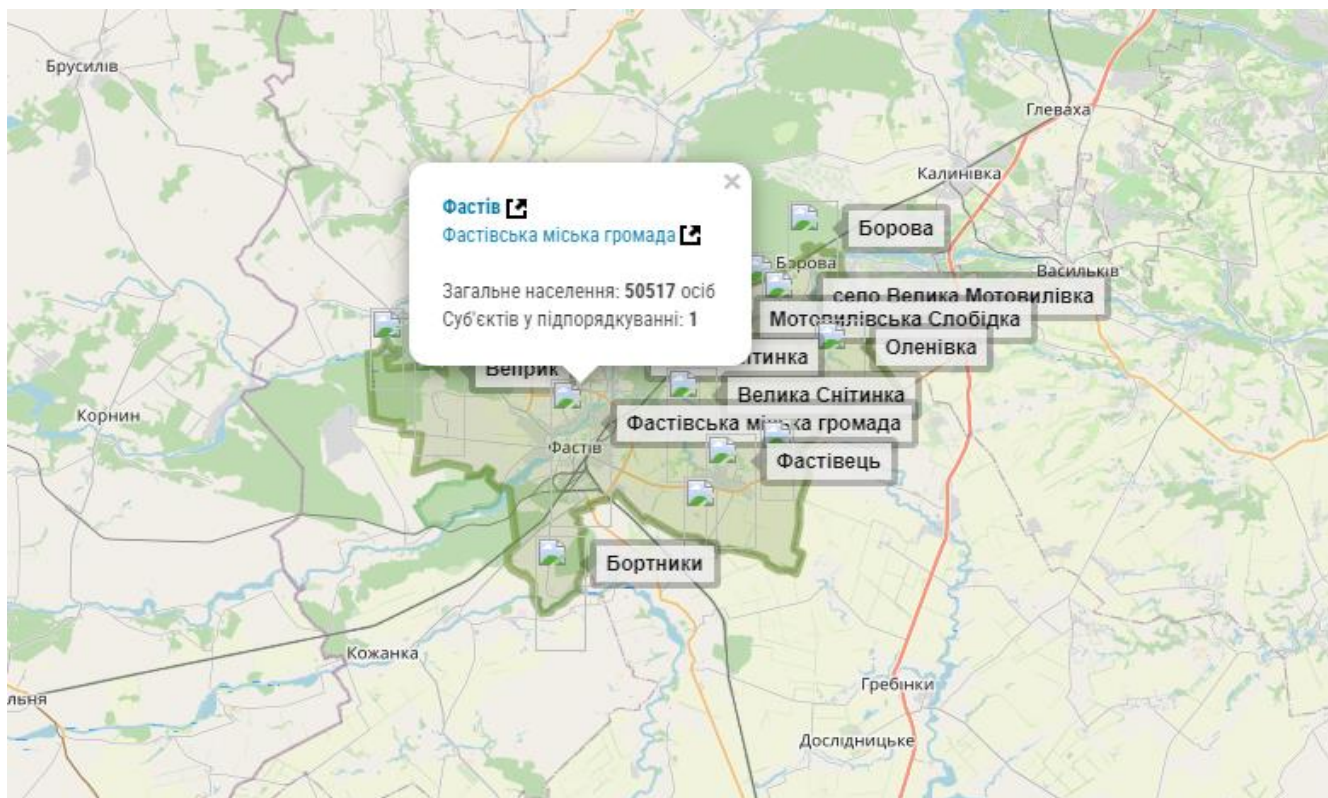 Брусилів
Глеваха
Калинівка
Фастів
Фастівська міська громада
Загальне населення: 50517 осіб
Суб'єктів у підпорядкуванні: 1
Борова
Борова
Васильків
село Велика Мотовилівка
Мотовилівська Слобідка
Оленівка
Веприк
Велика Снітинка
Корнин
Фастівська міська громада
Фастів
Фастівець
Бортники
Кожанка
Гребінки
Дослідницьке